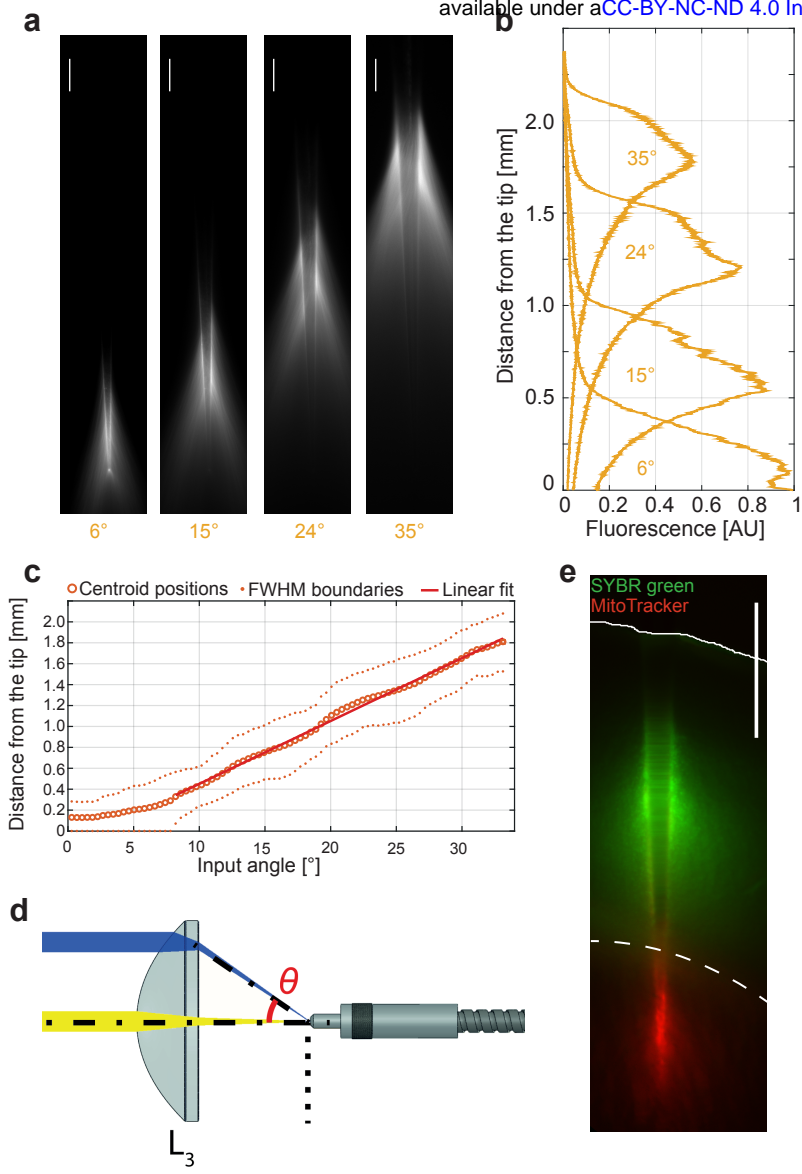 available under aCC-BY-NC-ND 4.0 In
a
6°
15°
24°
35°
b
Distance from the tip [mm]
2.0
1.5
1.0
0.5
0
35°
24°
15°
6°
0 0.2 0.4 0.6 0.8 1
Fluorescence [AU]
c
Centroid positions FWHM boundaries Linear fit
Distance from the tip [mm]
2.0
1.8
1.6
1.4
1.2
1.0
0.8
0.6
0.4
0.2
0
0 5 10 15 20 25 30
Input angle [°]
d
θ
L3
e
SYBR green
MitoTracker